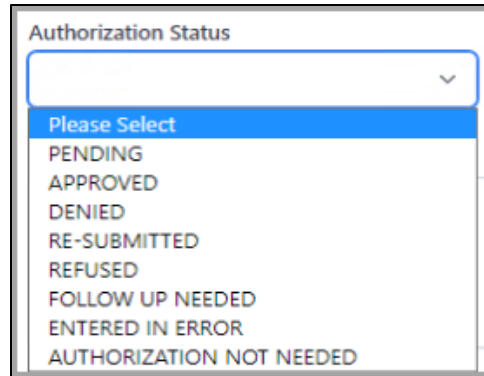 Authorization Status
Please Select
PENDING
APPROVED
DENIED
RE-SUBMITTED
REFUSED
FOLLOW UP NEEDED
ENTERED IN ERROR
AUTHORIZATION NOT NEEDED